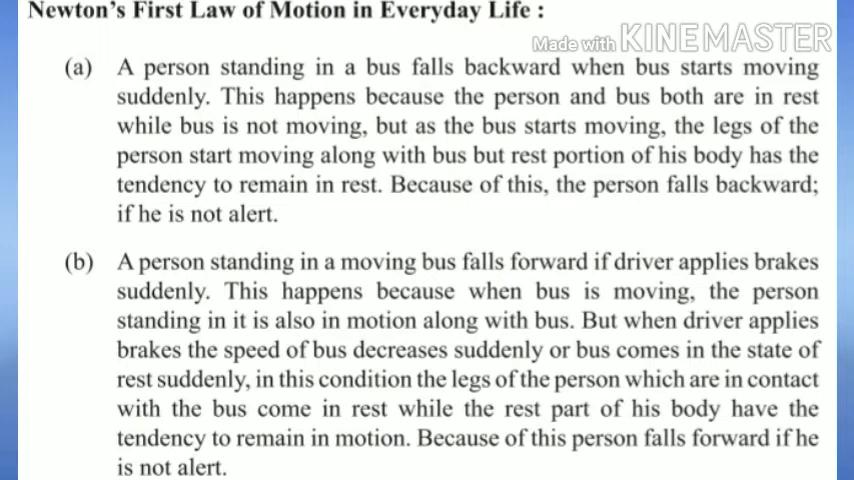 Newton's First Law of Motion in Everyday Life :
Made with KINEMASTER
(a) A person standing in a bus falls backward when bus starts moving
suddenly. This happens because the person and bus both are in rest
while bus is not moving, but as the bus starts moving, the legs of the
person start moving along with bus but rest portion of his body has the
tendency to remain in rest. Because of this, the person falls backward;
if he is not alert.
(b) A person standing in a moving bus falls forward if driver applies brakes
suddenly. This happens because when bus is moving, the person
standing in it is also in motion along with bus. But when driver applies
brakes the speed of bus decreases suddenly or bus comes in the state of
rest suddenly, in this condition the legs of the person which are in contact
with the bus come in rest while the rest part of his body have the
tendency to remain in motion. Because of this person falls forward if he
is not alert.